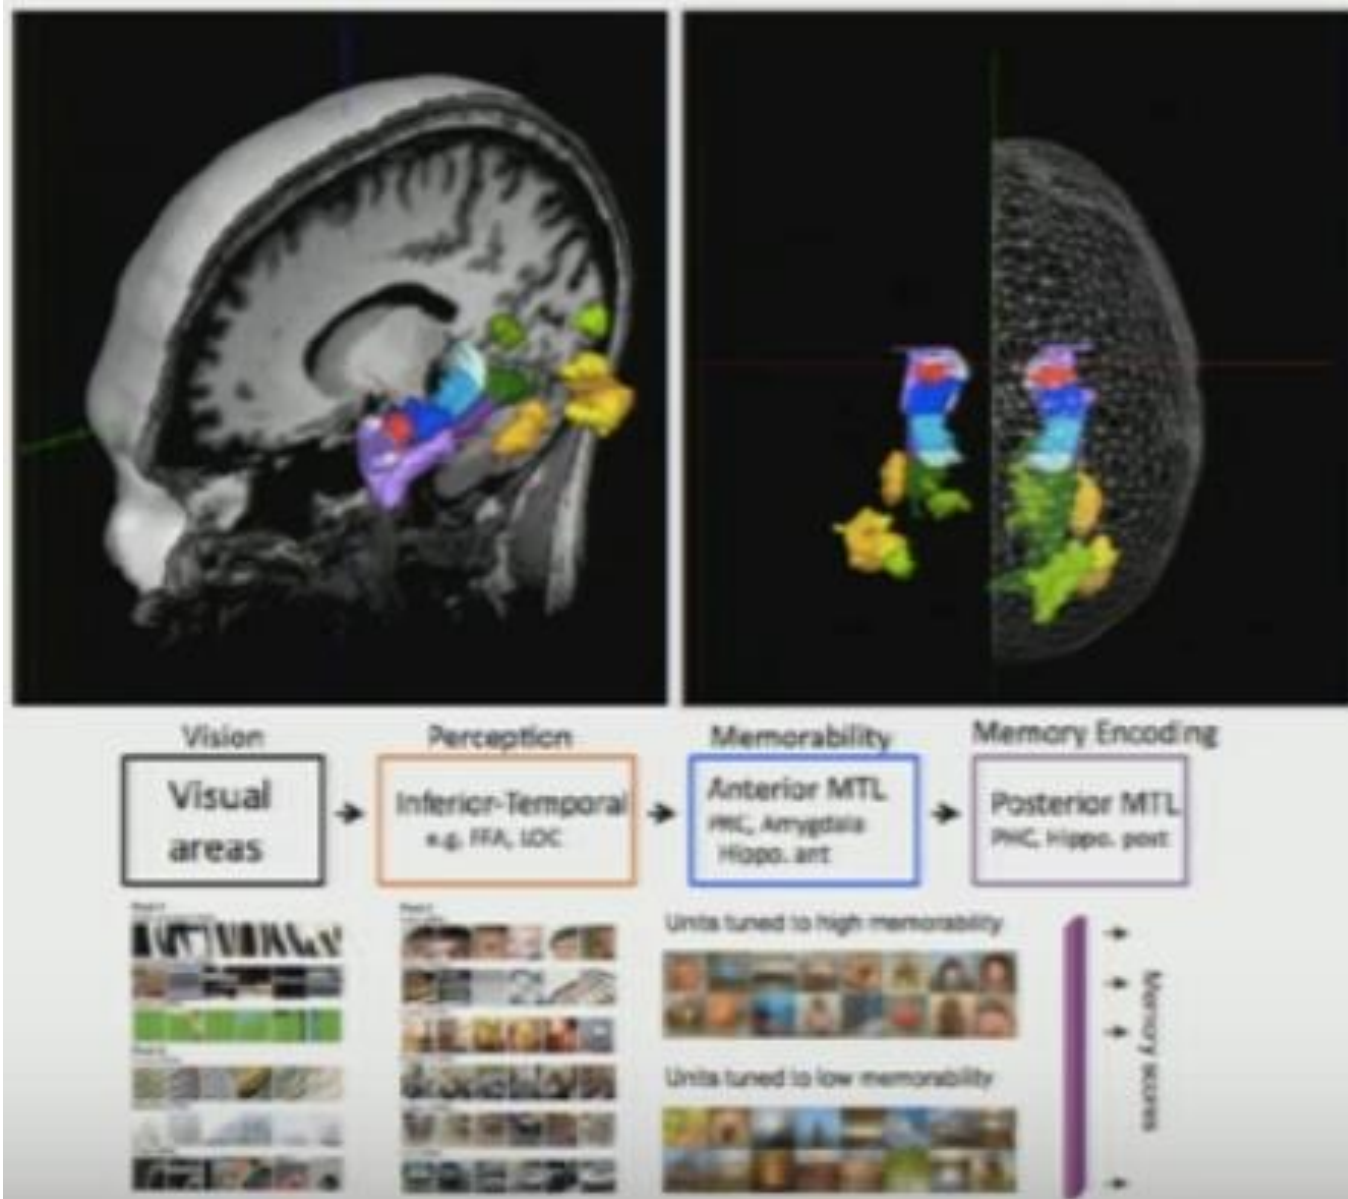 Vision
Perception
Memorability
Memory Encoding
Visual
areas
Inferior-Temporal
e.g, FFA, LOC
Anterior MTL
PRC, Amygdala
Hippo. ant
Posterior MTL
PHC, Hippo. post
Units tuned to high memorability
Units tuned to low memorability
Memory scores